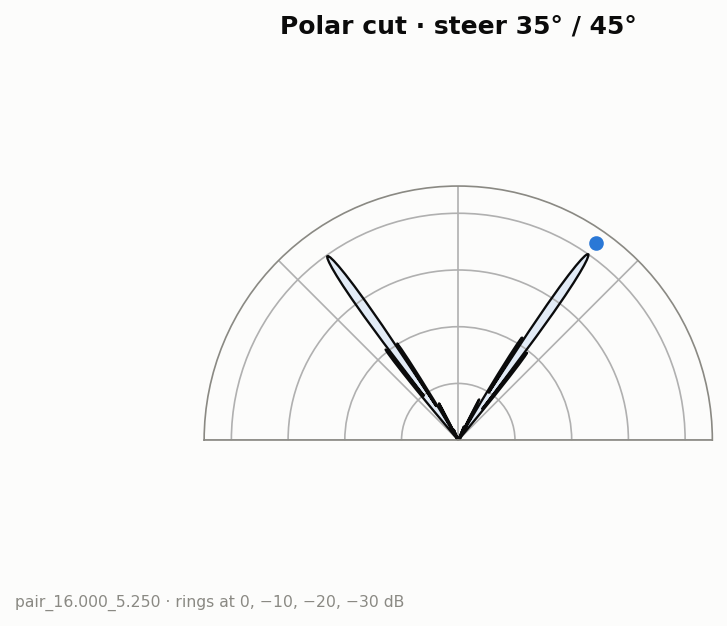 Polar cut · steer 35° / 45°
pair_16.000_5.250 · rings at 0, −10, −20, −30 dB